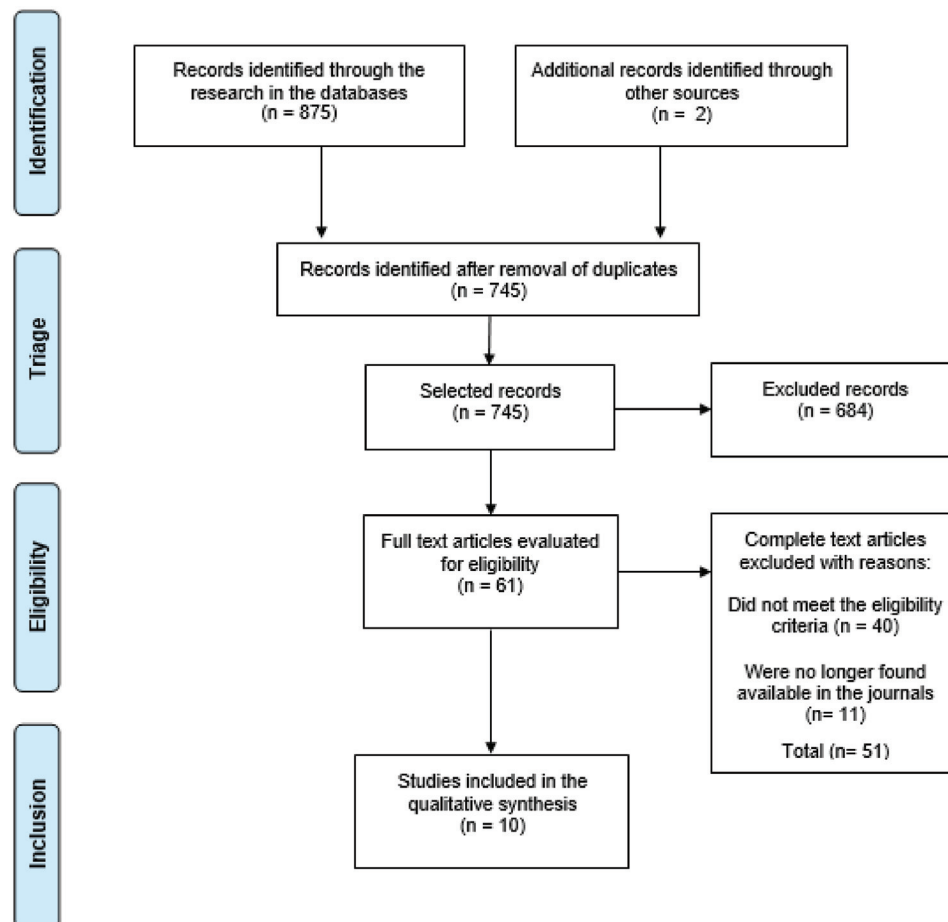 Identification
Records identified through the
research in the databases
(n = 875)
Additional records identified through
other sources
(n = 2)
Triage
Records identified after removal of duplicates
(n = 745)
Selected records
(n = 745)
Excluded records
(n = 684)
Eligibility
Full text articles evaluated
for eligibility
(n = 61)
Complete text articles
excluded with reasons:
Did not meet the eligibility
criteria (n = 40)
Were no longer found
available in the journals
(n= 11)
Total (n= 51)
Inclusion
Studies included in the
qualitative synthesis
(n = 10)